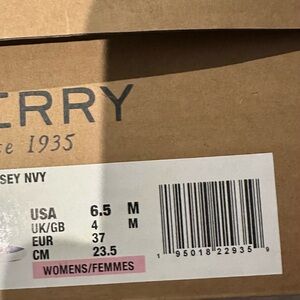 ERRY
ce 1935
SEY NVY
USA 6.5 M
UK/GB 4 M
EUR 37
CM 23.5
WOMENS/FEMMES
1 95018 22935 9